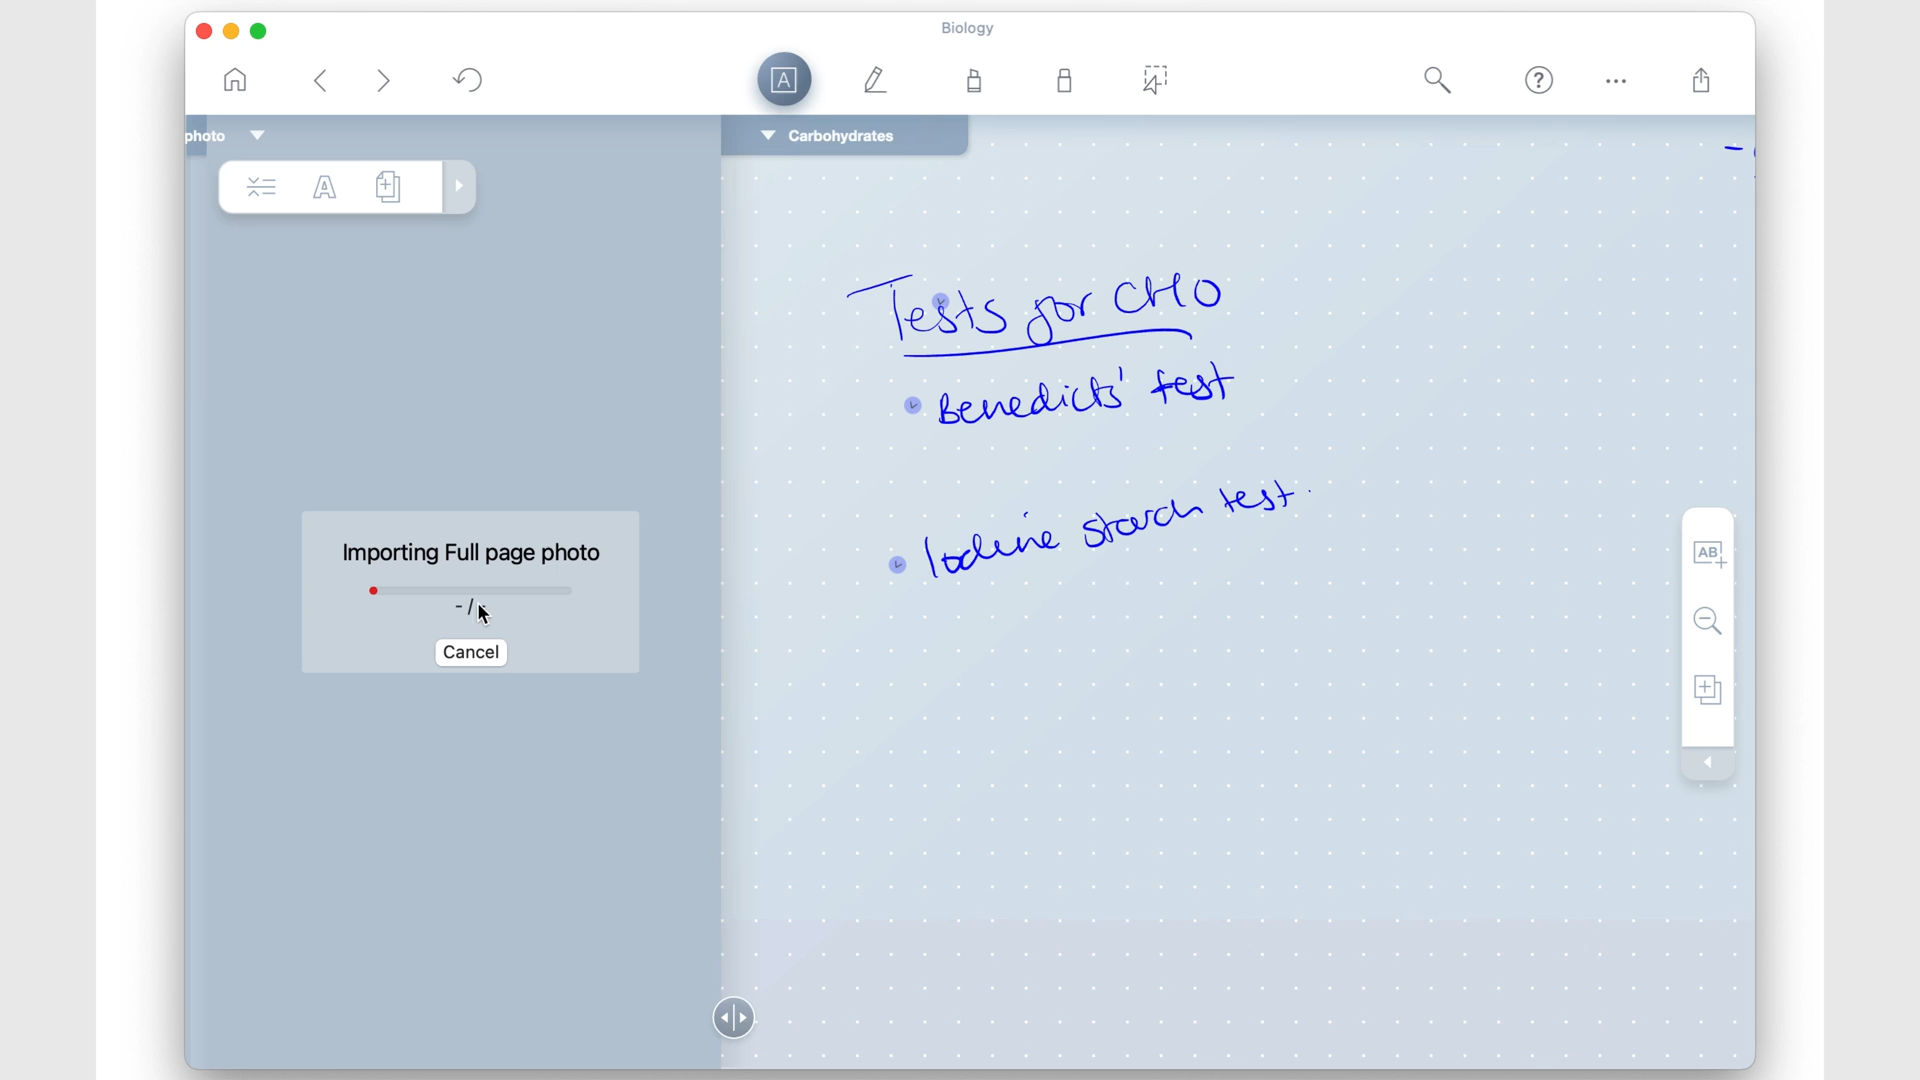 Biology
photo
Carbohydrates
Tests for CHO
Benedicts' test
Iodine starch test.
Importing Full page photo
- /
Cancel